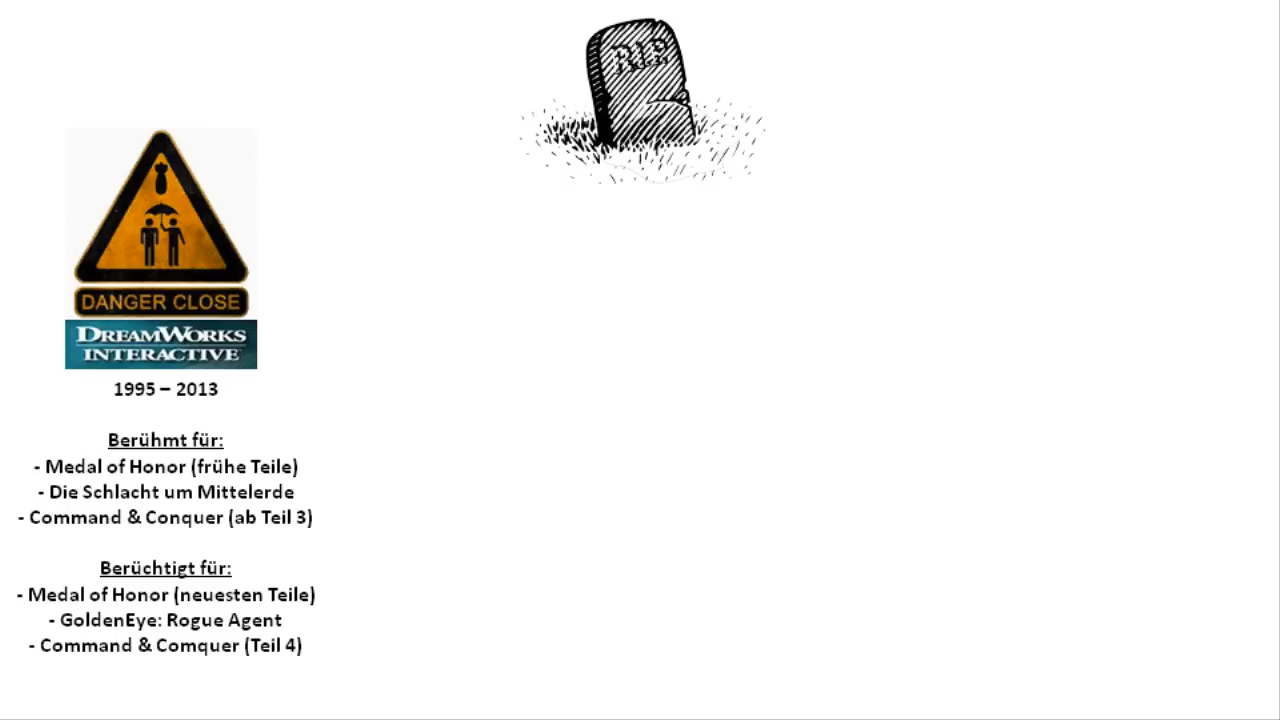 R.I.P.
DANGER CLOSE
DREAMWORKS
INTERACTIVE
1995 – 2013
Berühmt für:
- Medal of Honor (frühe Teile)
- Die Schlacht um Mittelerde
- Command & Conquer (ab Teil 3)
Berüchtigt für:
- Medal of Honor (neuesten Teile)
- GoldenEye: Rogue Agent
- Command & Comquer (Teil 4)